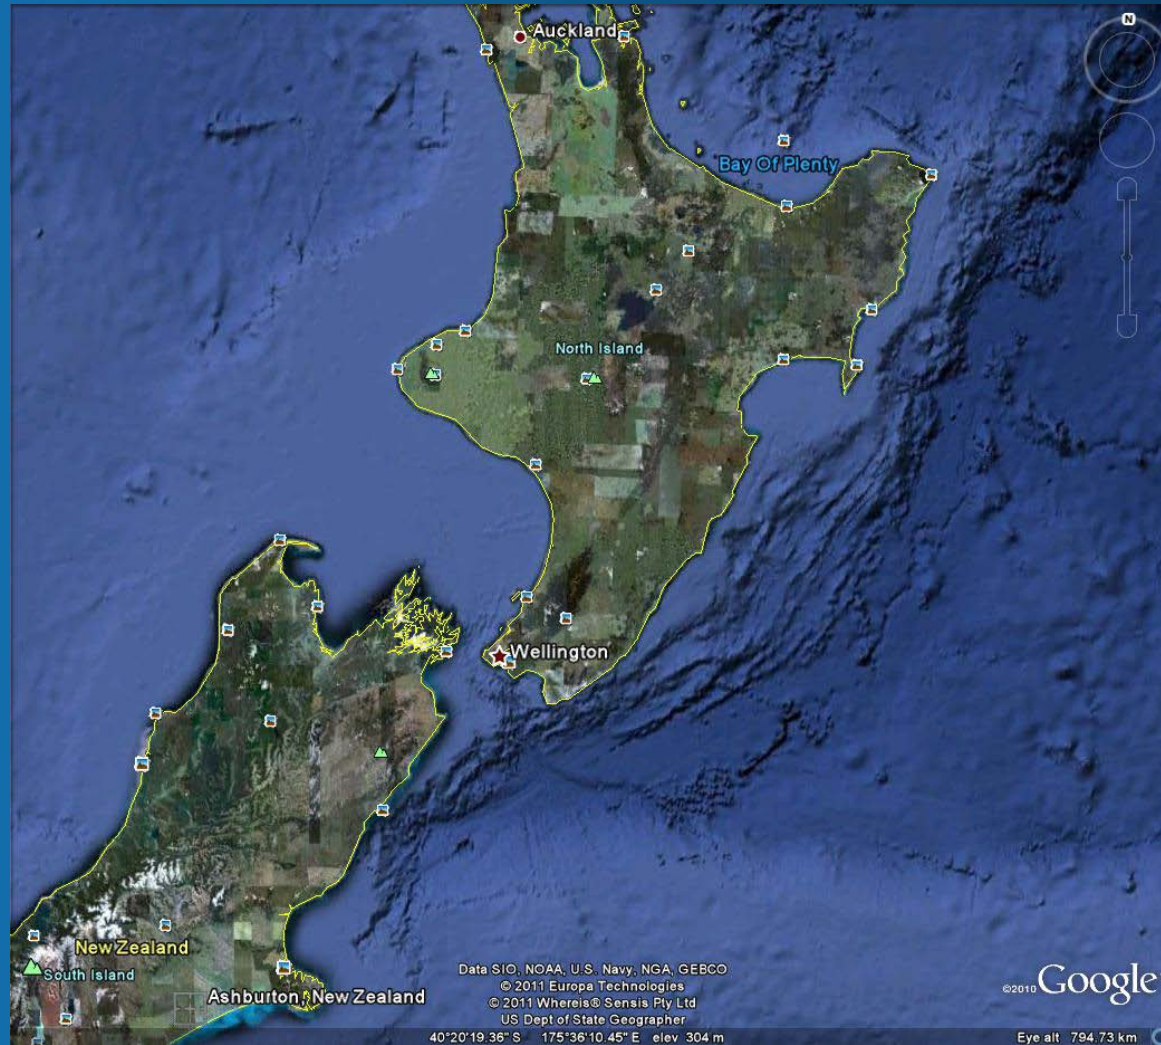 N
Auckland
Bay Of Plenty
North Island
Wellington
New Zealand
South Island
Ashburton, New Zealand
Data SIO, NOAA, U.S. Navy, NGA, GEBCO
© 2011 Europa Technologies
© 2011 Whereis® Sensis Pty Ltd
US Dept of State Geographer
©2010 Google
40°20'19.36" S 175°36'10.45" E elev 304 m
Eye alt 794.73 km